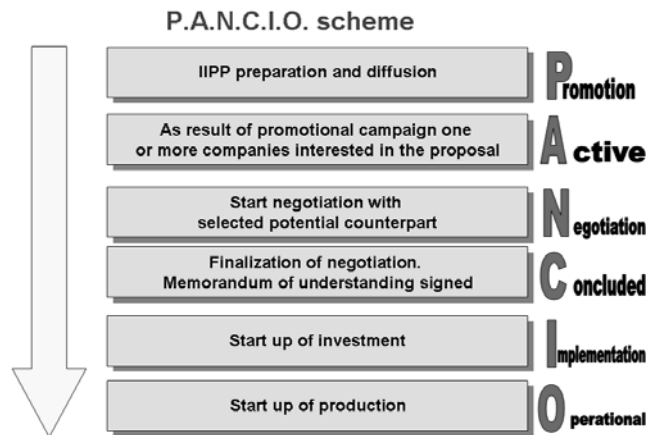 P.A.N.C.I.O. scheme
IIPP preparation and diffusion
Promotion
As result of promotional campaign one
or more companies interested in the proposal
Active
Start negotiation with
selected potential counterpart
Negotiation
Finalization of negotiation.
Memorandum of understanding signed
Concluded
Start up of investment
Implementation
Start up of production
Operational